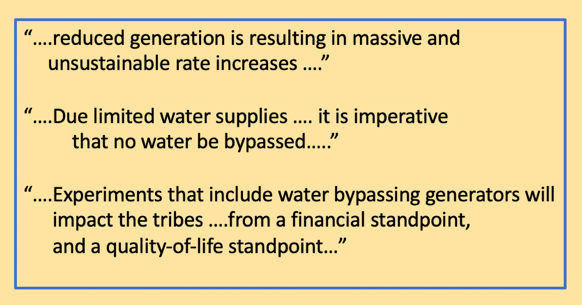 “....reduced generation is resulting in massive and
unsustainable rate increases ....”
“....Due limited water supplies .... it is imperative
that no water be bypassed.....”
“....Experiments that include water bypassing generators will
impact the tribes ....from a financial standpoint,
and a quality-of-life standpoint...”